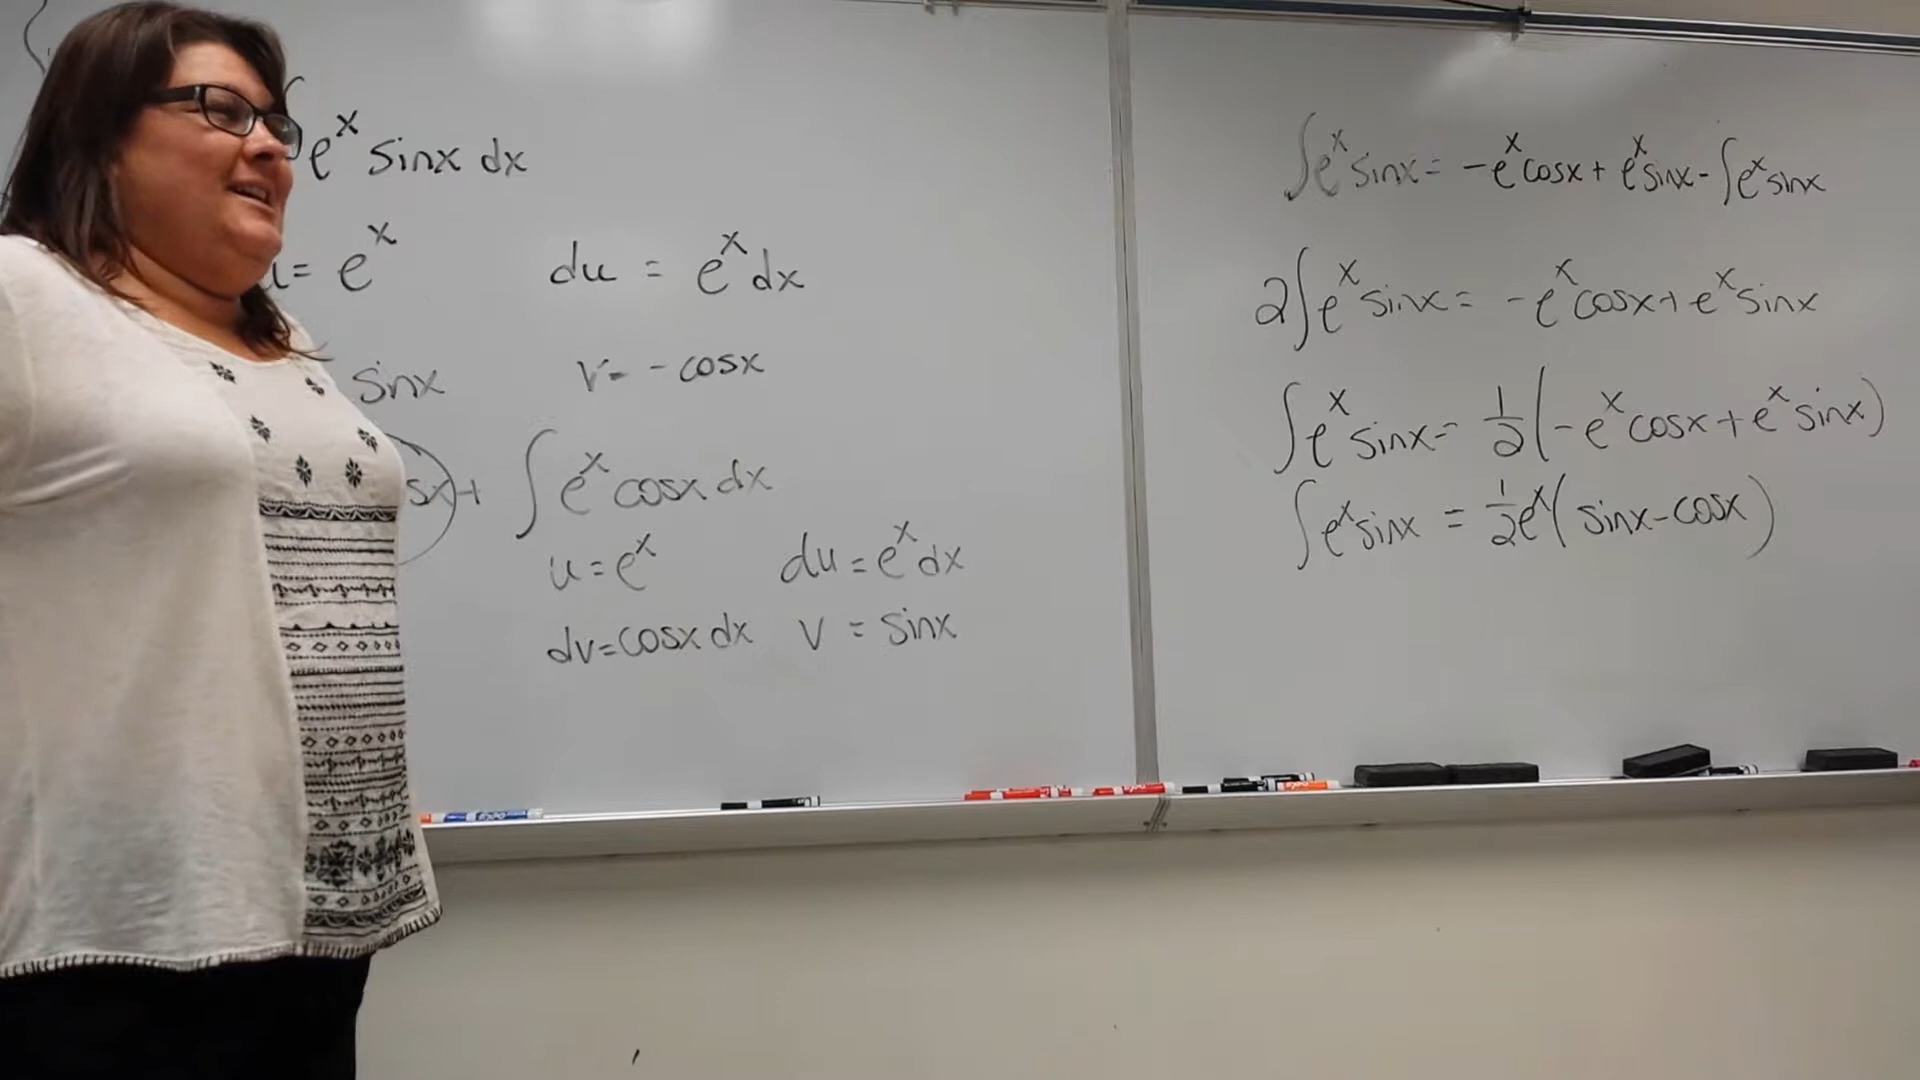 ∫e^x sinx dx
= e^x du = e^x dx
sinx v = -cosx
sx + ∫e^x cosx dx
u = e^x du = e^x dx
dv = cosx dx v = sinx
∫e^x sinx = -e^x cosx + e^x sinx - ∫e^x sinx
2∫e^x sinx = -e^x cosx + e^x sinx
∫e^x sinx = 1/2(-e^x cosx + e^x sinx)
∫e^x sinx = 1/2 e^x(sinx - cosx)